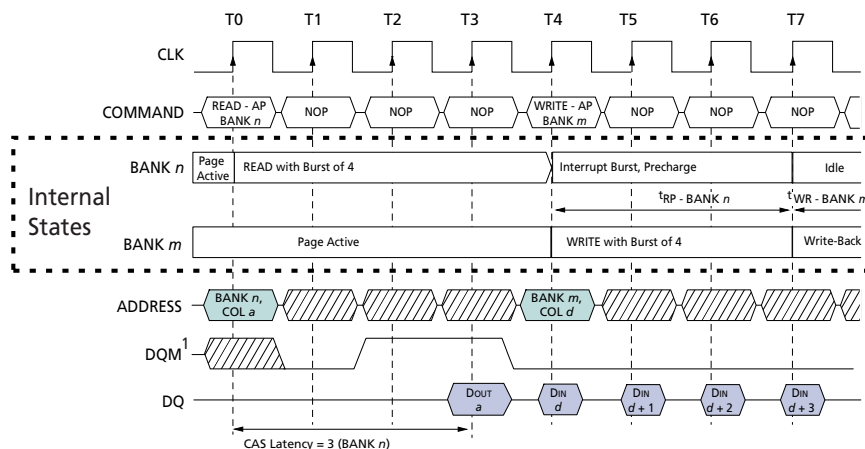 T0 T1 T2 T3 T4 T5 T6 T7
CLK
COMMAND READ - AP BANK n NOP NOP NOP WRITE - AP BANK m NOP NOP NOP
Internal States
BANK n Page Active READ with Burst of 4 Interrupt Burst, Precharge Idle
tRP - BANK n tWR - BANK m
BANK m Page Active WRITE with Burst of 4 Write-Back
ADDRESS BANK n, COL a BANK m, COL d
DQM1
DQ DOUT a DIN d DIN d + 1 DIN d + 2 DIN d + 3
CAS Latency = 3 (BANK n)